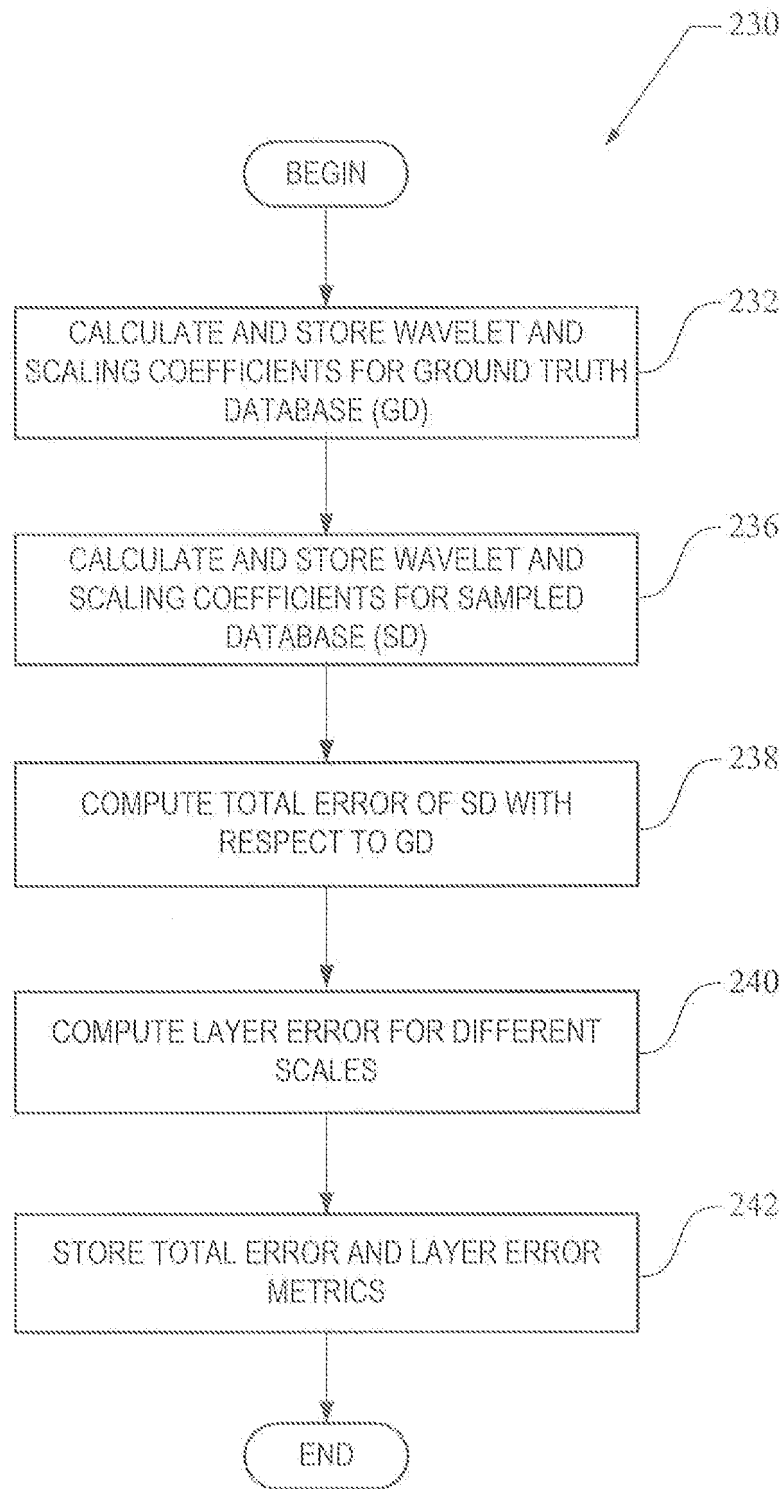 230
BEGIN
232
CALCULATE AND STORE WAVELET AND
SCALING COEFFICIENTS FOR GROUND TRUTH
DATABASE (GD)
236
CALCULATE AND STORE WAVELET AND
SCALING COEFFICIENTS FOR SAMPLED
DATABASE (SD)
238
COMPUTE TOTAL ERROR OF SD WITH
RESPECT TO GD
240
COMPUTE LAYER ERROR FOR DIFFERENT
SCALES
242
STORE TOTAL ERROR AND LAYER ERROR
METRICS
END